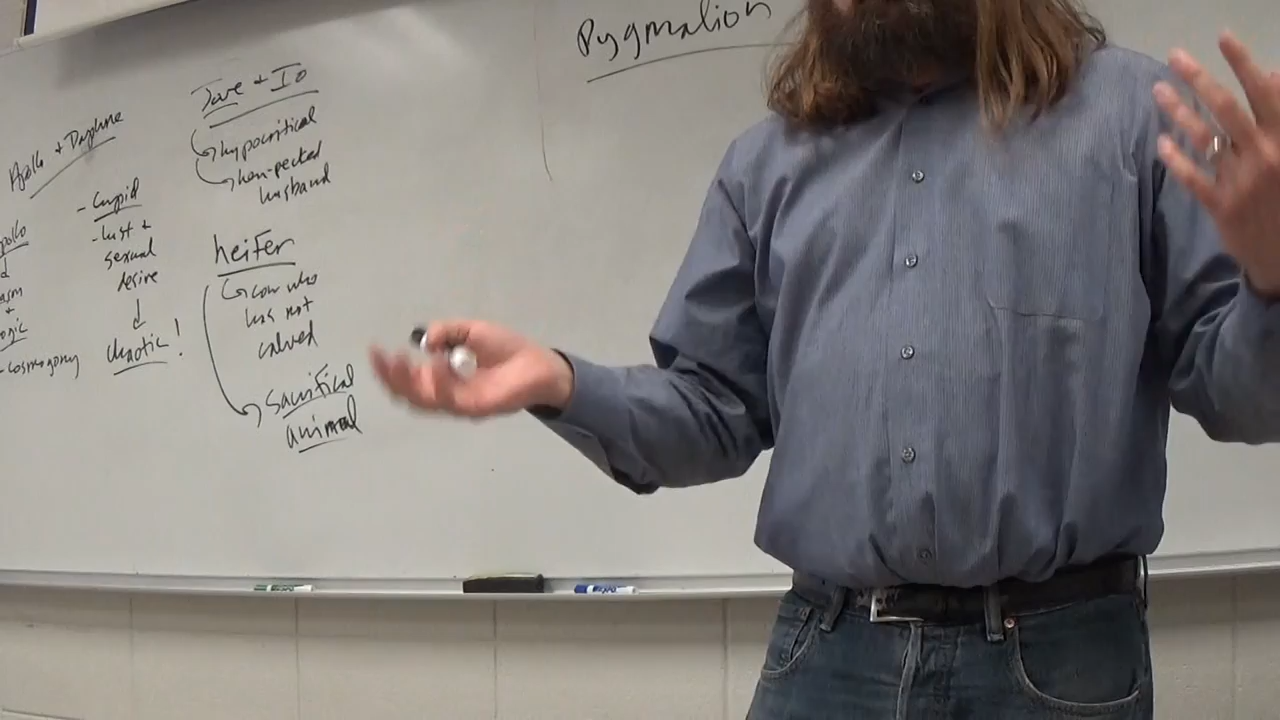 Pygmalion
Jove + Io
hypocritical
hen-pecked
husband
Apollo + Daphne
- Cupid
- lust +
sexual
desire
chaotic!
heifer
cow who
has not
calved
Sacrifical
animal
- cosmogony